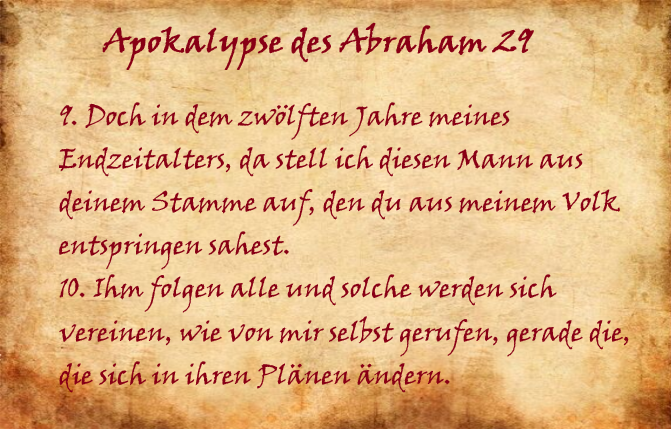 Apokalypse des Abraham 29
9. Doch in dem zwölften Jahre meines
Endzeitalters, da stell ich diesen Mann aus
deinem Stamme auf, den du aus meinem Volk
entspringen sahest.
10. Ihm folgen alle und solche werden sich
vereinen, wie von mir selbst gerufen, gerade die,
die sich in ihren Plänen ändern.